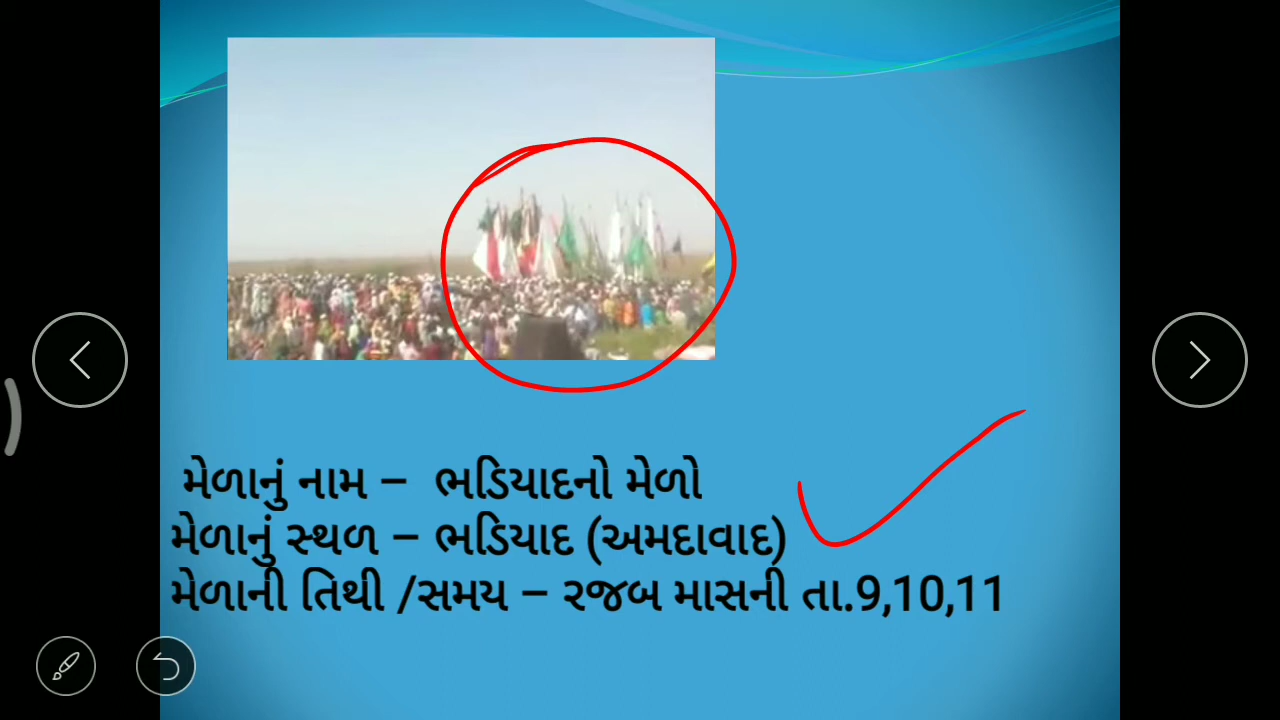 મેળાનું નામ – ભડિયાદનો મેળો
મેળાનું સ્થળ – ભડિયાદ (અમદાવાદ)
મેળાની તિથી /સમય – રજબ માસની તા.9,10,11